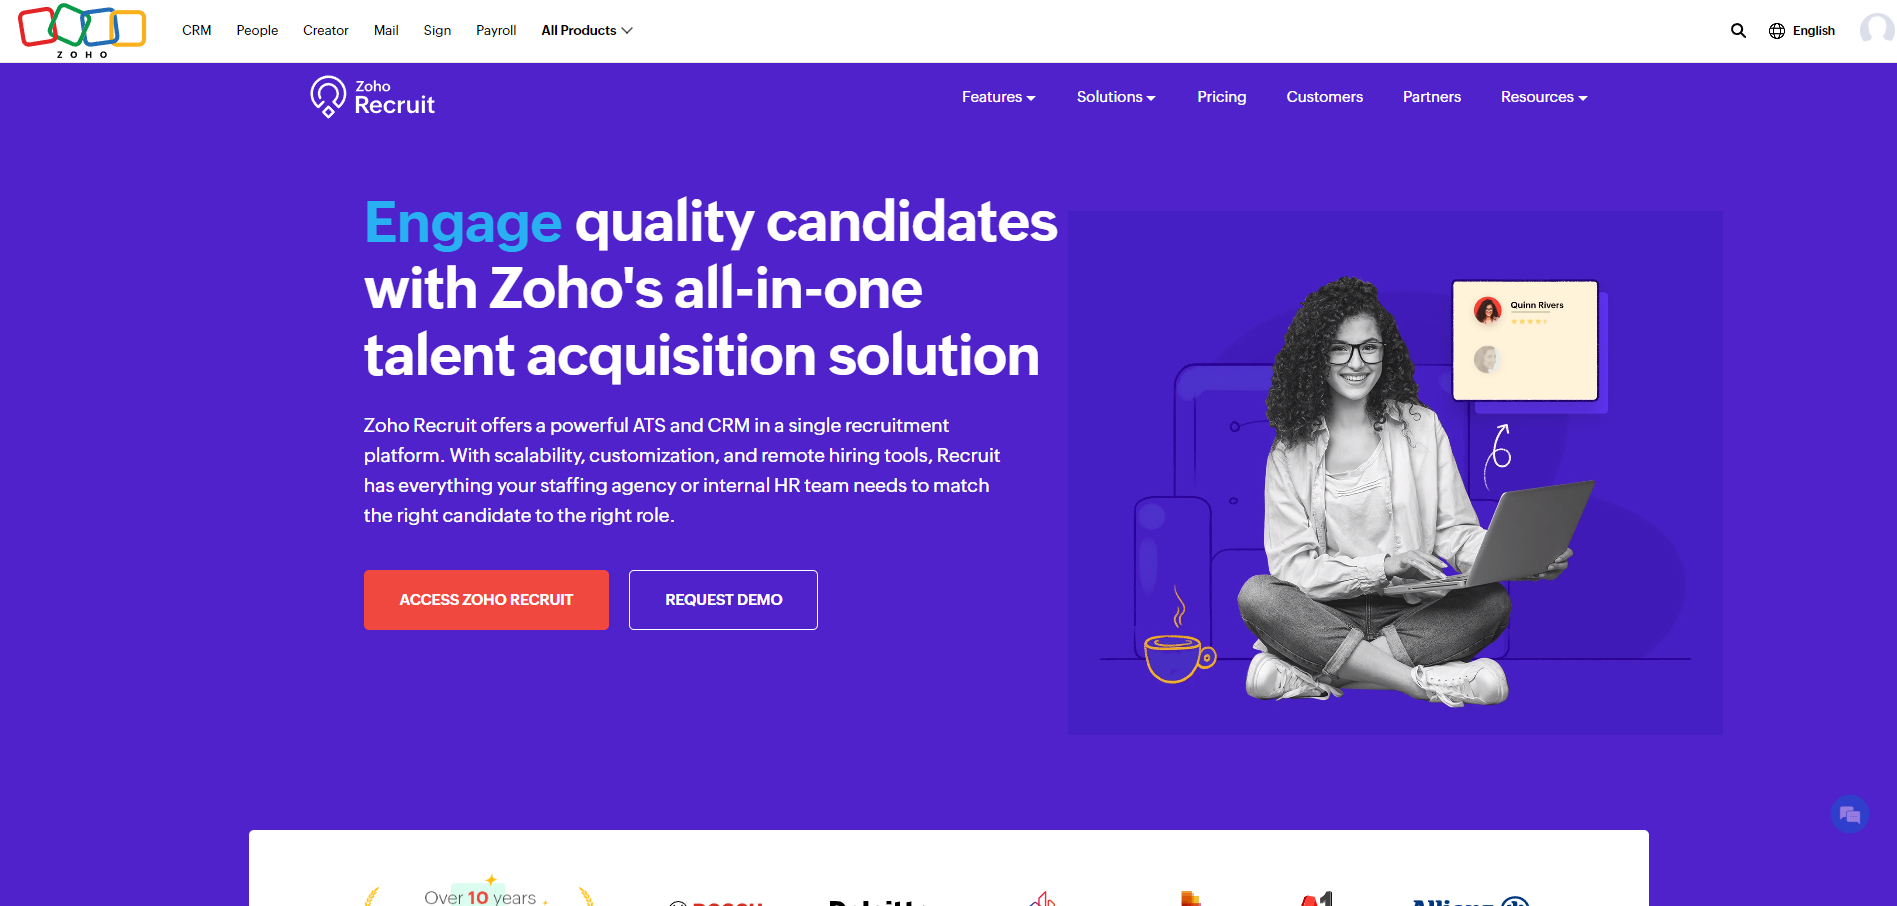 ZOHO
CRM People Creator Mail Sign Payroll All Products
English
Zoho
Recruit
Features Solutions Pricing Customers Partners Resources
Engage quality candidates
with Zoho's all-in-one
talent acquisition solution
Zoho Recruit offers a powerful ATS and CRM in a single recruitment
platform. With scalability, customization, and remote hiring tools, Recruit
has everything your staffing agency or internal HR team needs to match
the right candidate to the right role.
ACCESS ZOHO RECRUIT
REQUEST DEMO
Quinn Rivers
Over 10 years
BOSCH
Deloitte
A1
Allianz